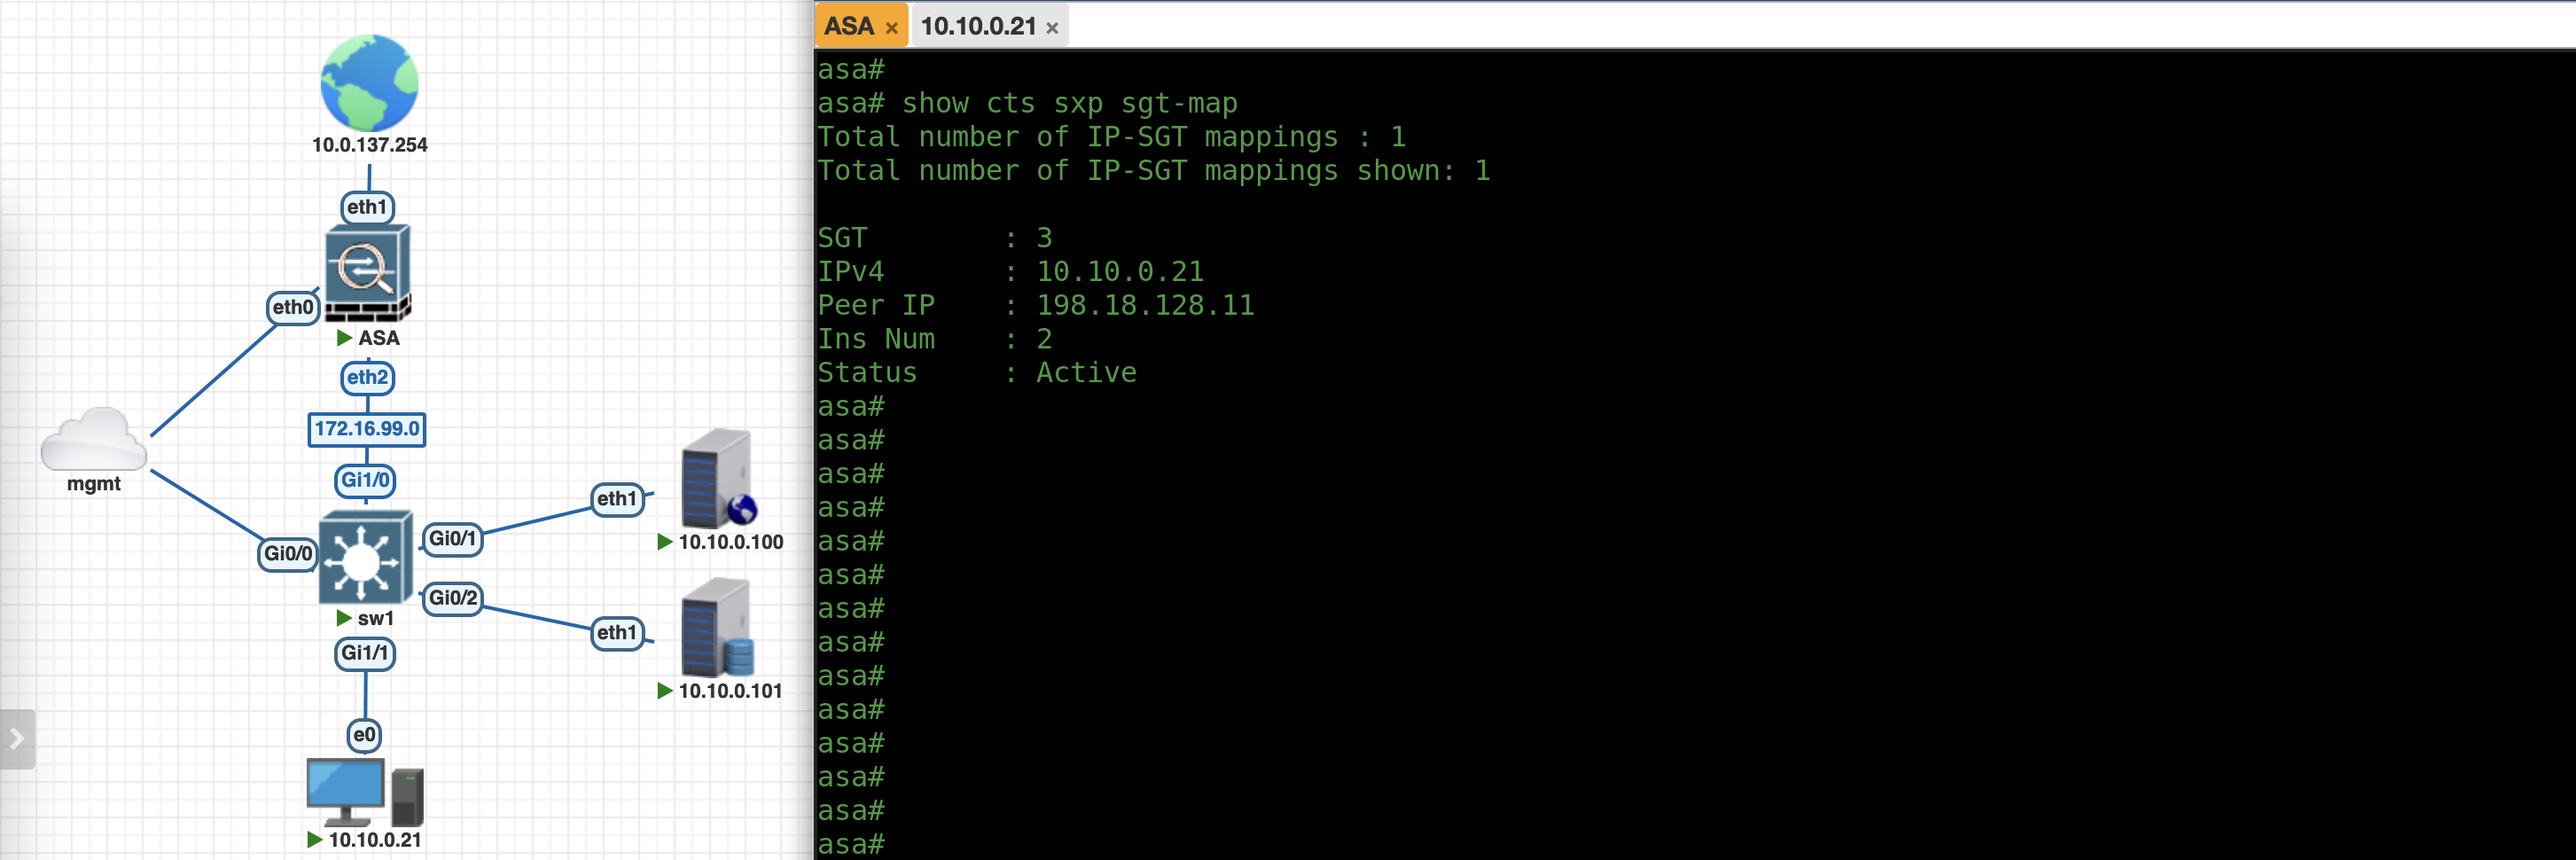 10.0.137.254
eth1
eth0
ASA
eth2
172.16.99.0
mgmt
Gi1/0
eth1
10.10.0.100
Gi0/1
Gi0/0
Gi0/2
sw1
eth1
Gi1/1
10.10.0.101
e0
10.10.0.21
ASA × 10.10.0.21 ×
asa#
asa# show cts sxp sgt-map
Total number of IP-SGT mappings : 1
Total number of IP-SGT mappings shown: 1
SGT : 3
IPv4 : 10.10.0.21
Peer IP : 198.18.128.11
Ins Num : 2
Status : Active
asa#
asa#
asa#
asa#
asa#
asa#
asa#
asa#
asa#
asa#
asa#
asa#
asa#
asa#